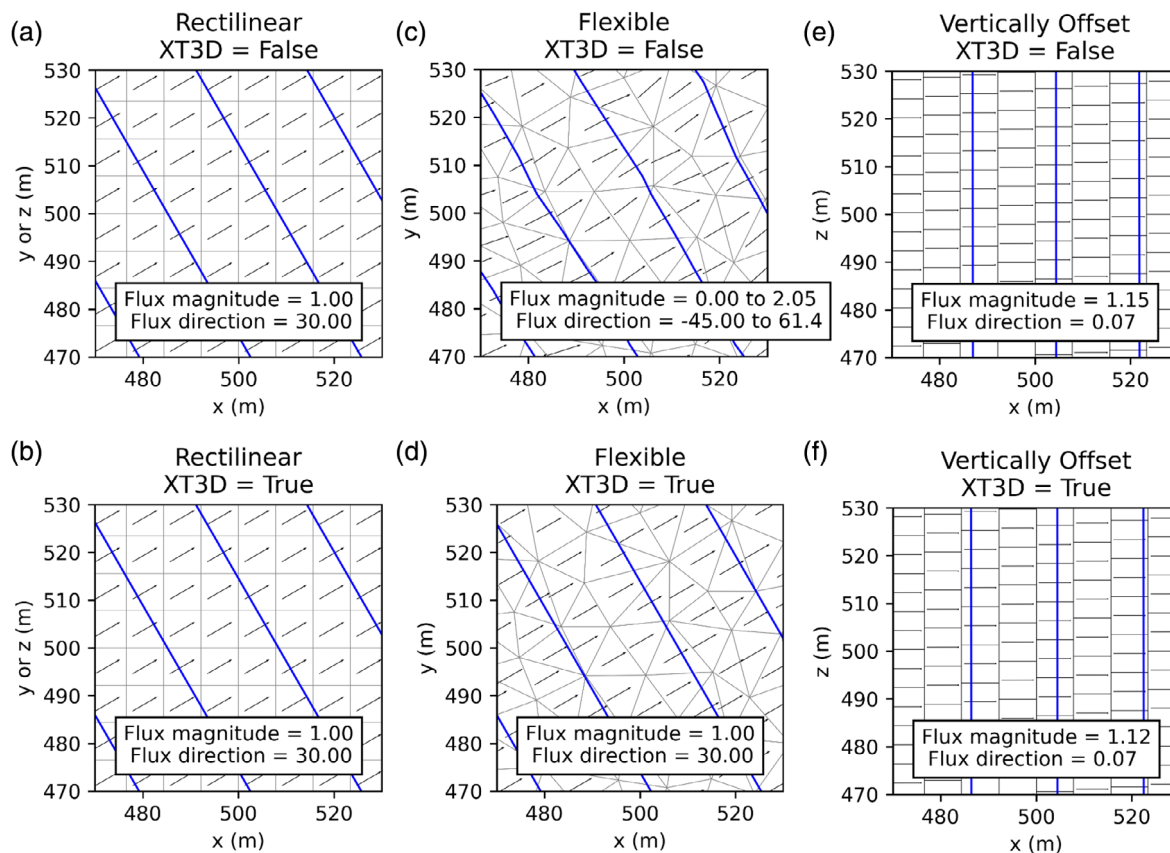 (a)
Rectilinear
XT3D = False
530
520
510
500
490
480
470
y or z (m)
Flux magnitude = 1.00
Flux direction = 30.00
480
500
520
x (m)
(c)
Flexible
XT3D = False
530
520
510
500
490
480
470
y (m)
Flux magnitude = 0.00 to 2.05
Flux direction = -45.00 to 61.4
480
500
520
x (m)
(e)
Vertically Offset
XT3D = False
530
520
510
500
490
480
470
z (m)
Flux magnitude = 1.15
Flux direction = 0.07
480
500
520
x (m)
(b)
Rectilinear
XT3D = True
530
520
510
500
490
480
470
y or z (m)
Flux magnitude = 1.00
Flux direction = 30.00
480
500
520
x (m)
(d)
Flexible
XT3D = True
530
520
510
500
490
480
470
y (m)
Flux magnitude = 1.00
Flux direction = 30.00
480
500
520
x (m)
(f)
Vertically Offset
XT3D = True
530
520
510
500
490
480
470
z (m)
Flux magnitude = 1.12
Flux direction = 0.07
480
500
520
x (m)